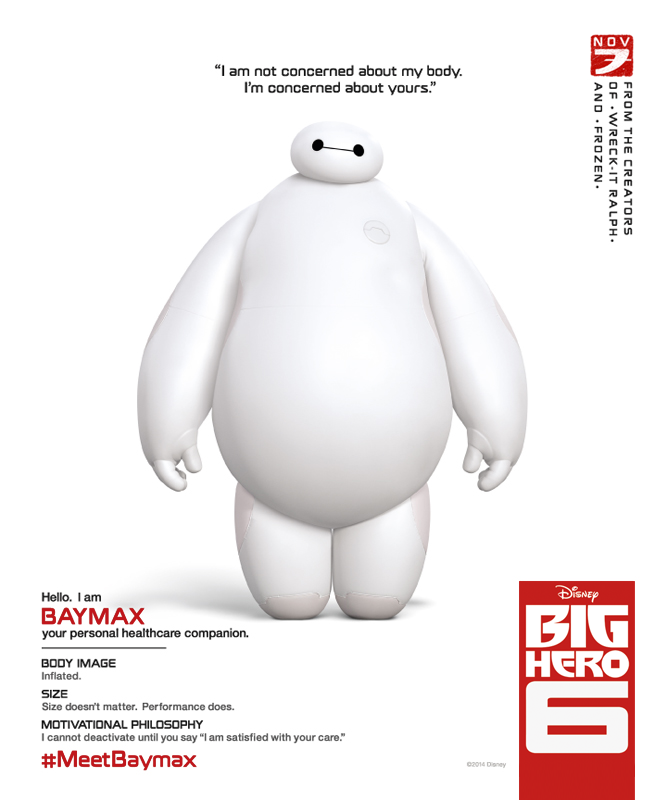 “I am not concerned about my body.
I’m concerned about yours.”
NOV
7
FROM THE CREATORS
OF •WRECK-IT RALPH•
AND •FROZEN•
Hello. I am
BAYMAX
your personal healthcare companion.
BODY IMAGE
Inflated.
SIZE
Size doesn’t matter. Performance does.
MOTIVATIONAL PHILOSOPHY
I cannot deactivate until you say “I am satisfied with your care.”
#MeetBaymax
©2014 Disney
Disney
BIG
HERO
6